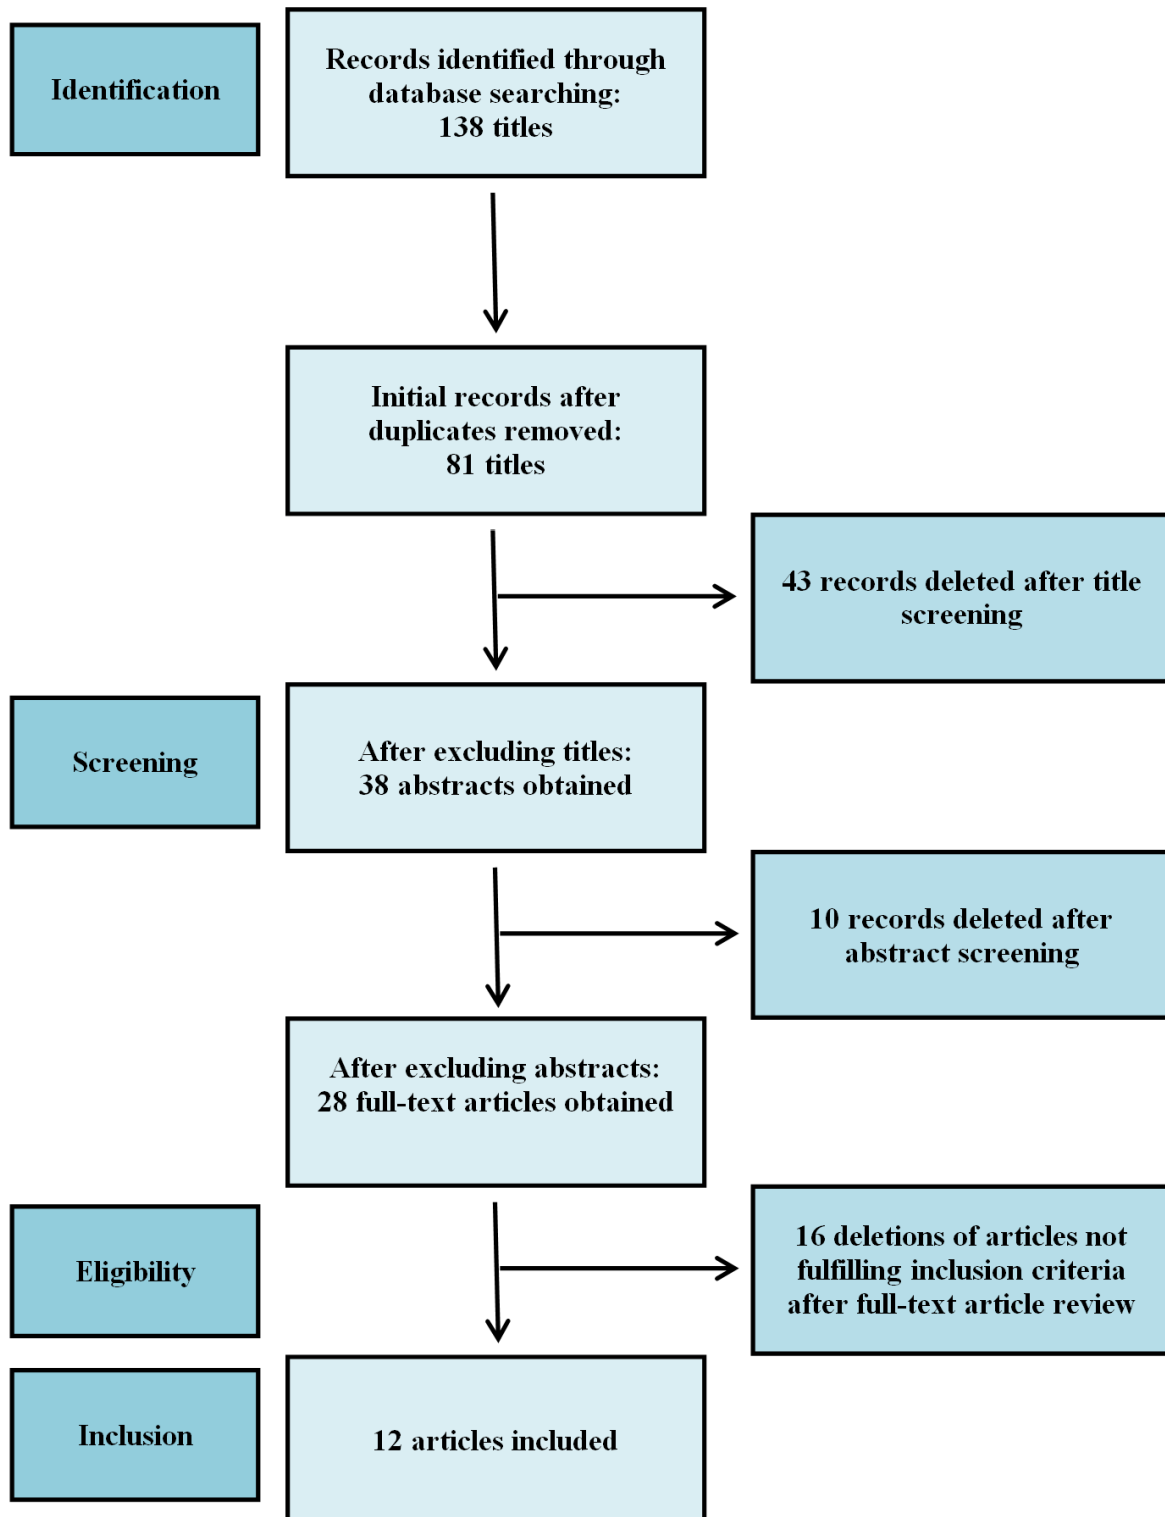 Identification
Records identified through
database searching:
138 titles
Initial records after
duplicates removed:
81 titles
43 records deleted after title
screening
Screening
After excluding titles:
38 abstracts obtained
10 records deleted after
abstract screening
After excluding abstracts:
28 full-text articles obtained
Eligibility
16 deletions of articles not
fulfilling inclusion criteria
after full-text article review
Inclusion
12 articles included